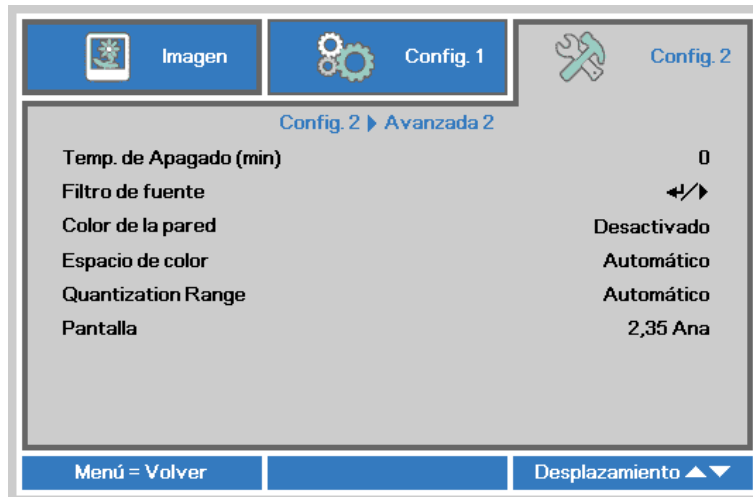 Imagen
Config. 1
Config. 2
Config. 2 ▶ Avanzada 2
Temp. de Apagado (min) 0
Filtro de fuente ↵/▶
Color de la pared Desactivado
Espacio de color Automático
Quantization Range Automático
Pantalla 2,35 Ana
Menú = Volver
Desplazamiento ▲▼